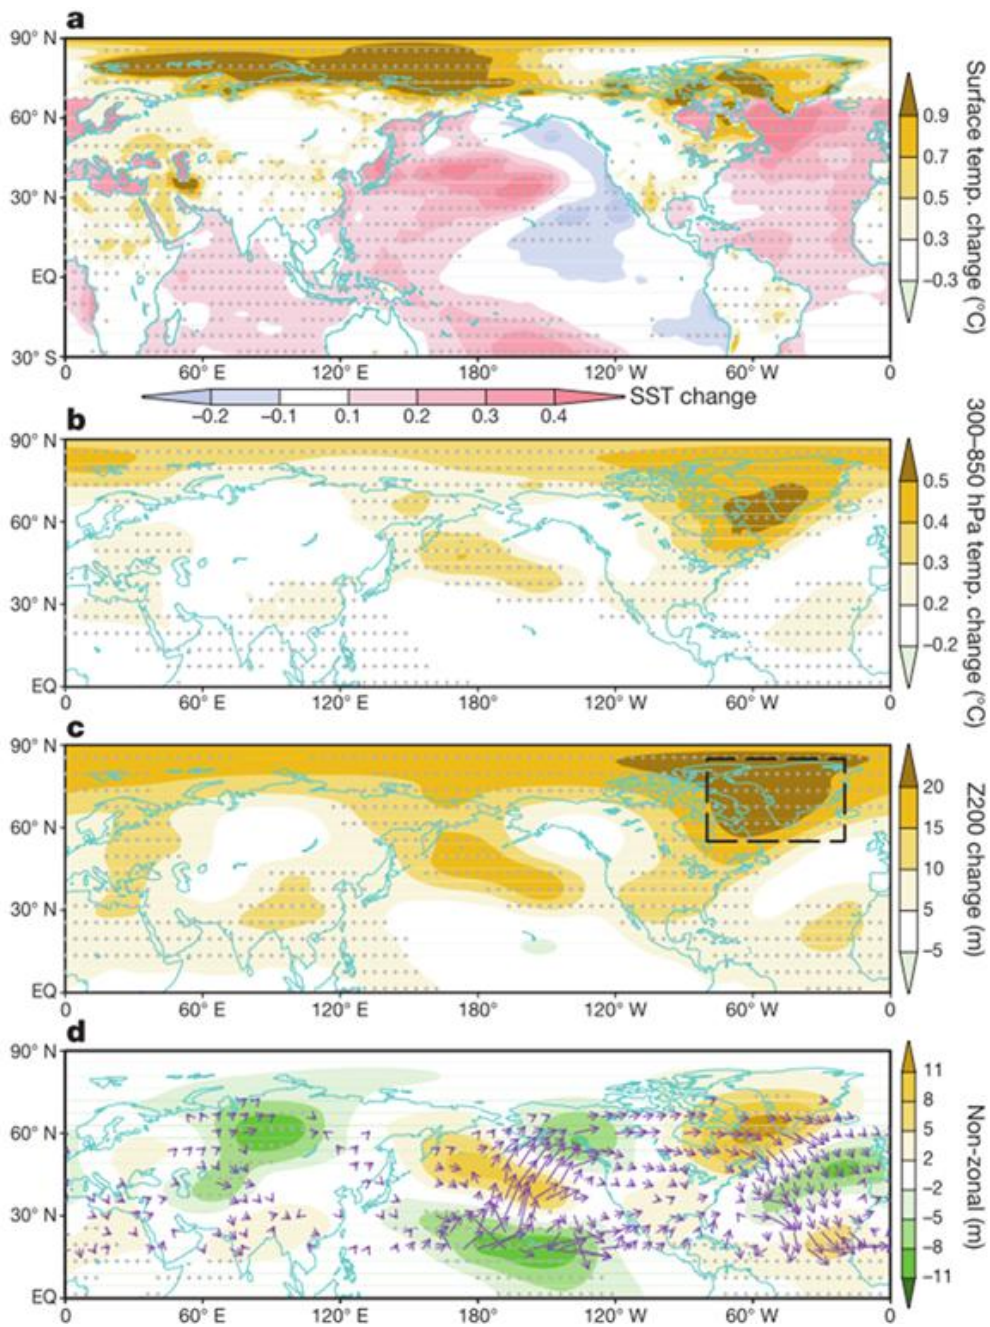 a
90° N
60° N
30° N
EQ
30° S
0 60° E 120° E 180° 120° W 60° W 0
0.9
0.7
0.5
0.3
−0.3
Surface temp. change (°C)
−0.2 −0.1 0.1 0.2 0.3 0.4
SST change
b
90° N
60° N
30° N
EQ
0 60° E 120° E 180° 120° W 60° W 0
0.5
0.4
0.3
0.2
−0.2
300–850 hPa temp. change (°C)
c
90° N
60° N
30° N
EQ
0 60° E 120° E 180° 120° W 60° W 0
20
15
10
5
−5
Z200 change (m)
d
90° N
60° N
30° N
EQ
0 60° E 120° E 180° 120° W 60° W 0
11
8
5
2
−2
−5
−8
−11
Non-zonal (m)